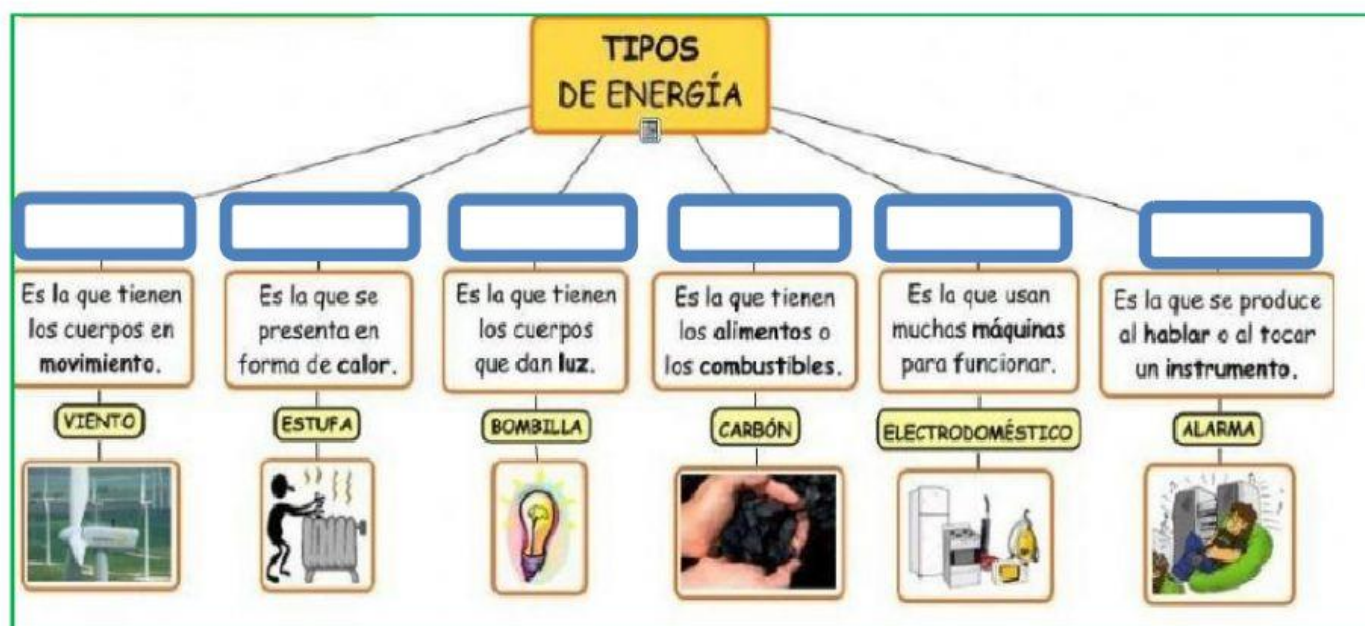 TIPOS
DE ENERGÍA
Es la que tienen
los cuerpos en
movimiento.
Es la que se
presenta en
forma de calor.
Es la que tienen
los cuerpos
que dan luz.
Es la que tienen
los alimentos o
los combustibles.
Es la que usan
muchas máquinas
para funcionar.
Es la que se produce
al hablar o al tocar
un instrumento.
VIENTO
ESTUFA
BOMBILLA
CARBÓN
ELECTRODOMÉSTICO
ALARMA